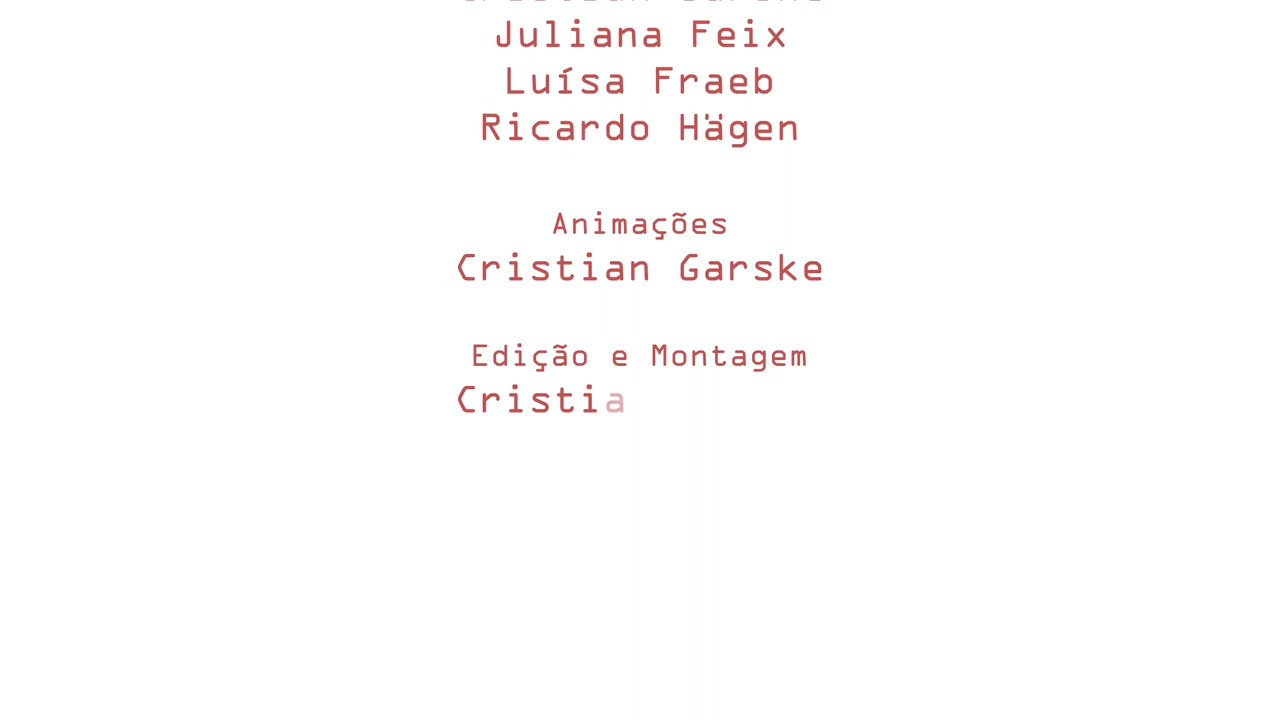 Juliana Feix
Luísa Fraeb
Ricardo Hägen
Animações
Cristian Garske
Edição e Montagem
Cristia